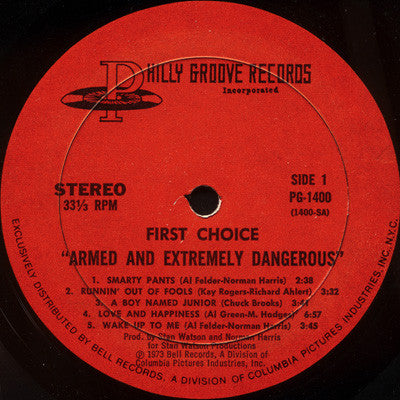 PHILLY GROOVE RECORDS
Incorporated
STEREO
33⅓ RPM
SIDE 1
PG-1400
(1400-SA)
FIRST CHOICE
"ARMED AND EXTREMELY DANGEROUS"
1. SMARTY PANTS (Al Felder-Norman Harris) 2:38
2. RUNNIN' OUT OF FOOLS (Kay Rogers-Richard Ahlert) 3:32
3. A BOY NAMED JUNIOR (Chuck Brooks) 3:41
4. LOVE AND HAPPINESS (Al Green-M. Hodges) 6:57
5. WAKE UP TO ME (Al Felder-Norman Harris) 3:45
Prod. by Stan Watson and Norman Harris
for Stan Watson Productions
℗ 1973 Bell Records, A Division of
Columbia Pictures Industries, Inc.
EXCLUSIVELY DISTRIBUTED BY BELL RECORDS, A DIVISION OF COLUMBIA PICTURES INDUSTRIES, INC., N.Y.C.